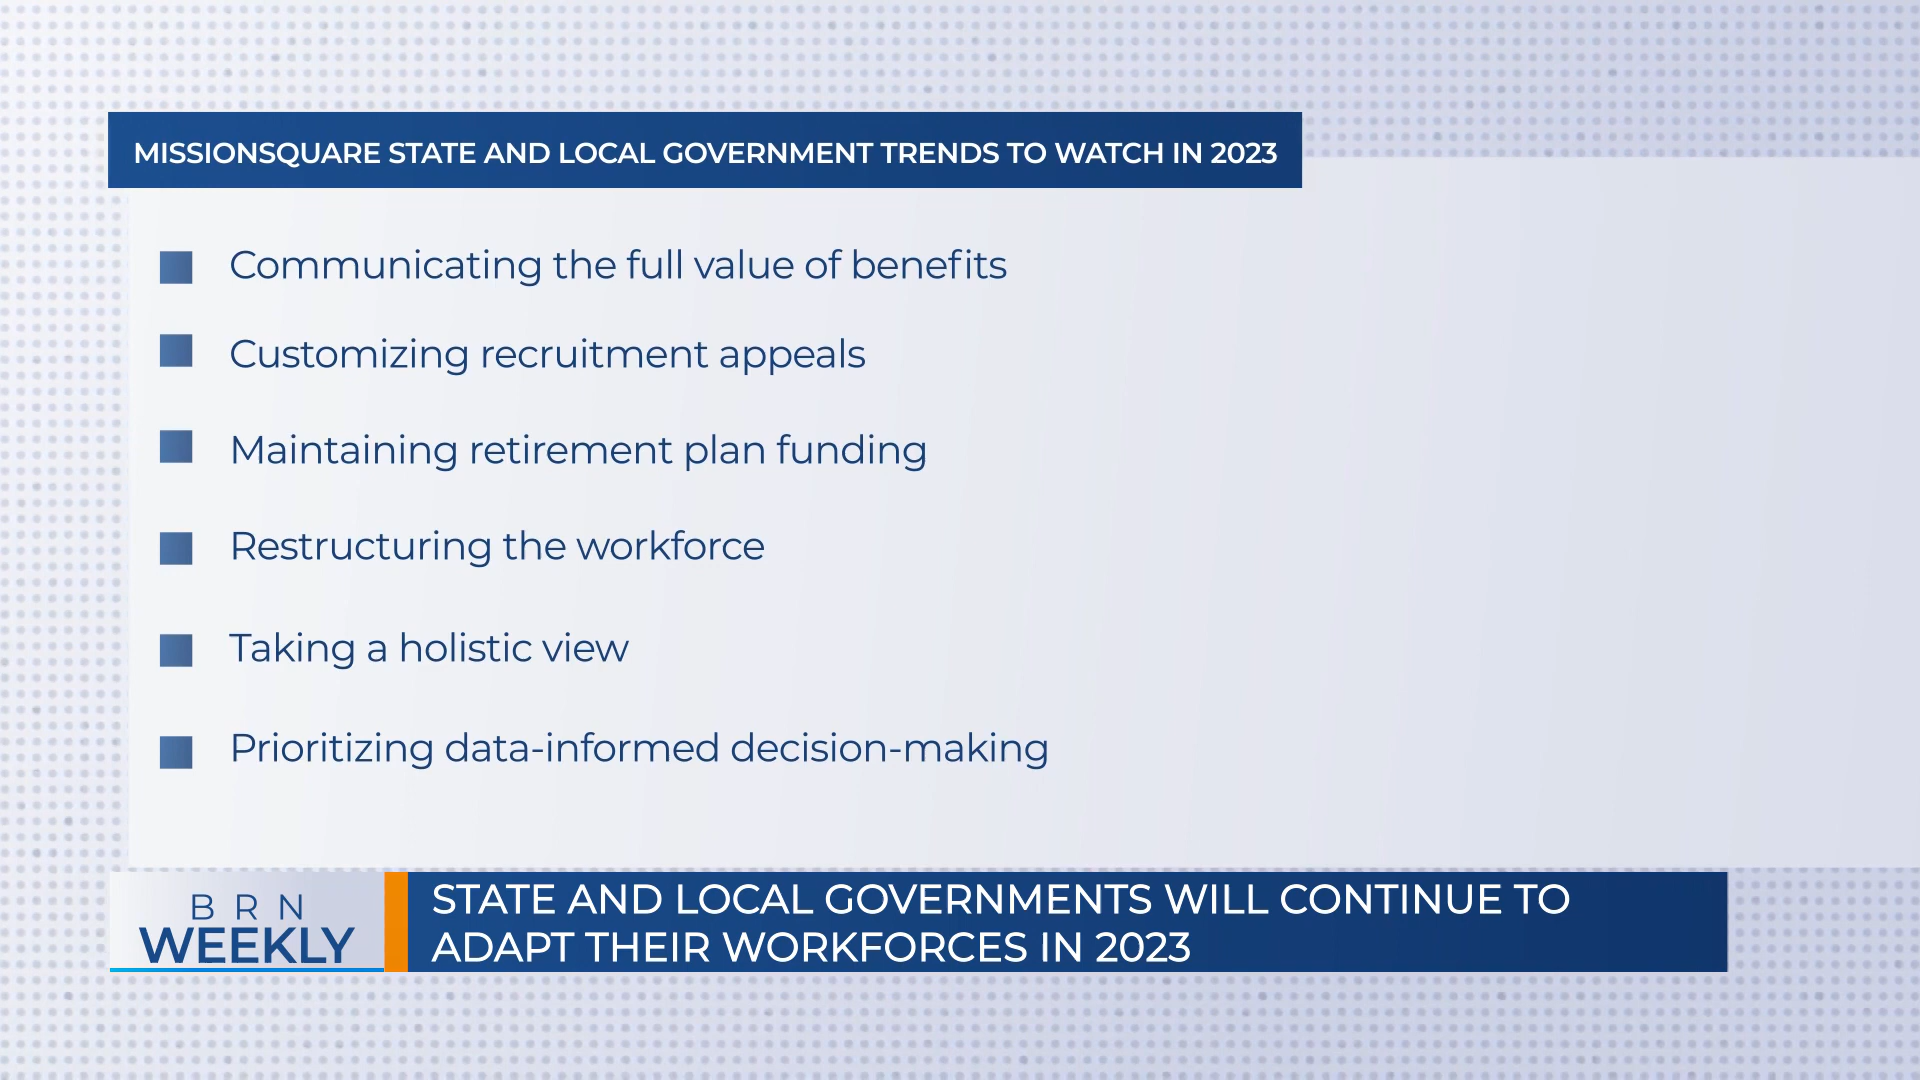 MISSIONSQUARE STATE AND LOCAL GOVERNMENT TRENDS TO WATCH IN 2023
Communicating the full value of benefits
Customizing recruitment appeals
Maintaining retirement plan funding
Restructuring the workforce
Taking a holistic view
Prioritizing data-informed decision-making
BRN
WEEKLY
STATE AND LOCAL GOVERNMENTS WILL CONTINUE TO
ADAPT THEIR WORKFORCES IN 2023